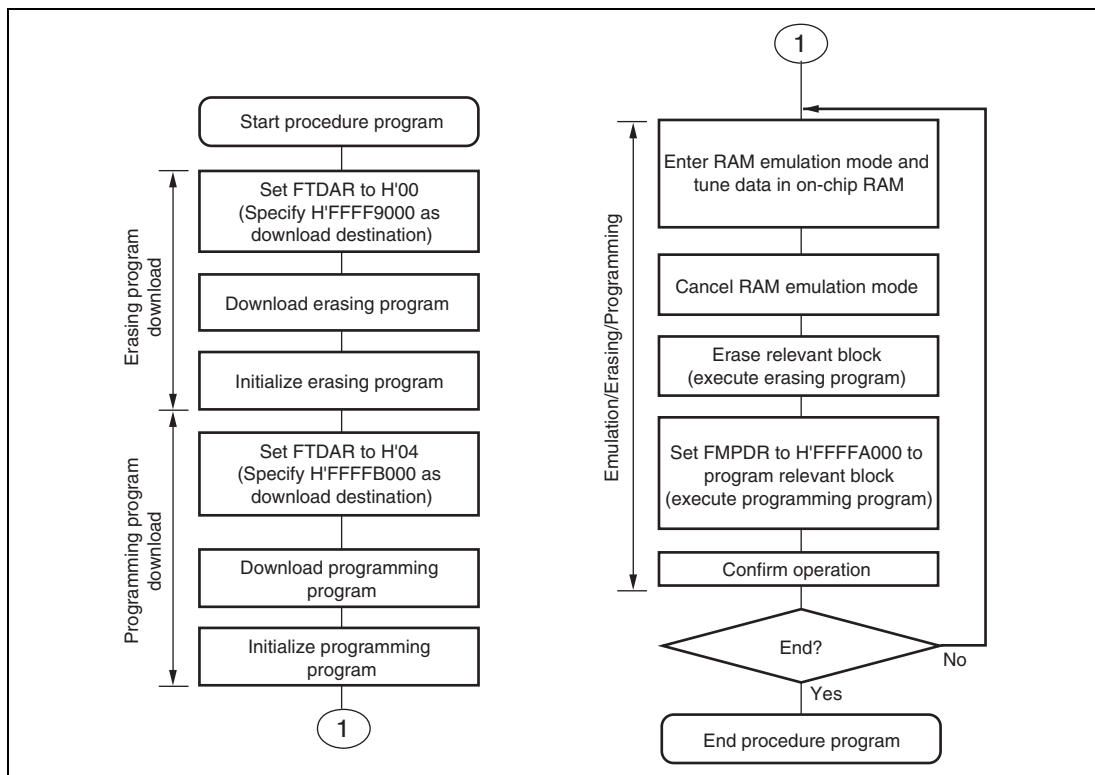 Start procedure program
Erasing program
download
Set FTDAR to H'00
(Specify H'FFFF9000 as
download destination)
Download erasing program
Initialize erasing program
Programming program
download
Set FTDAR to H'04
(Specify H'FFFFB000 as
download destination)
Download programming
program
Initialize programming
program
1
1
Emulation/Erasing/Programming
Enter RAM emulation mode and
tune data in on-chip RAM
Cancel RAM emulation mode
Erase relevant block
(execute erasing program)
Set FMPDR to H'FFFFA000 to
program relevant block
(execute programming program)
Confirm operation
End?
No
Yes
End procedure program